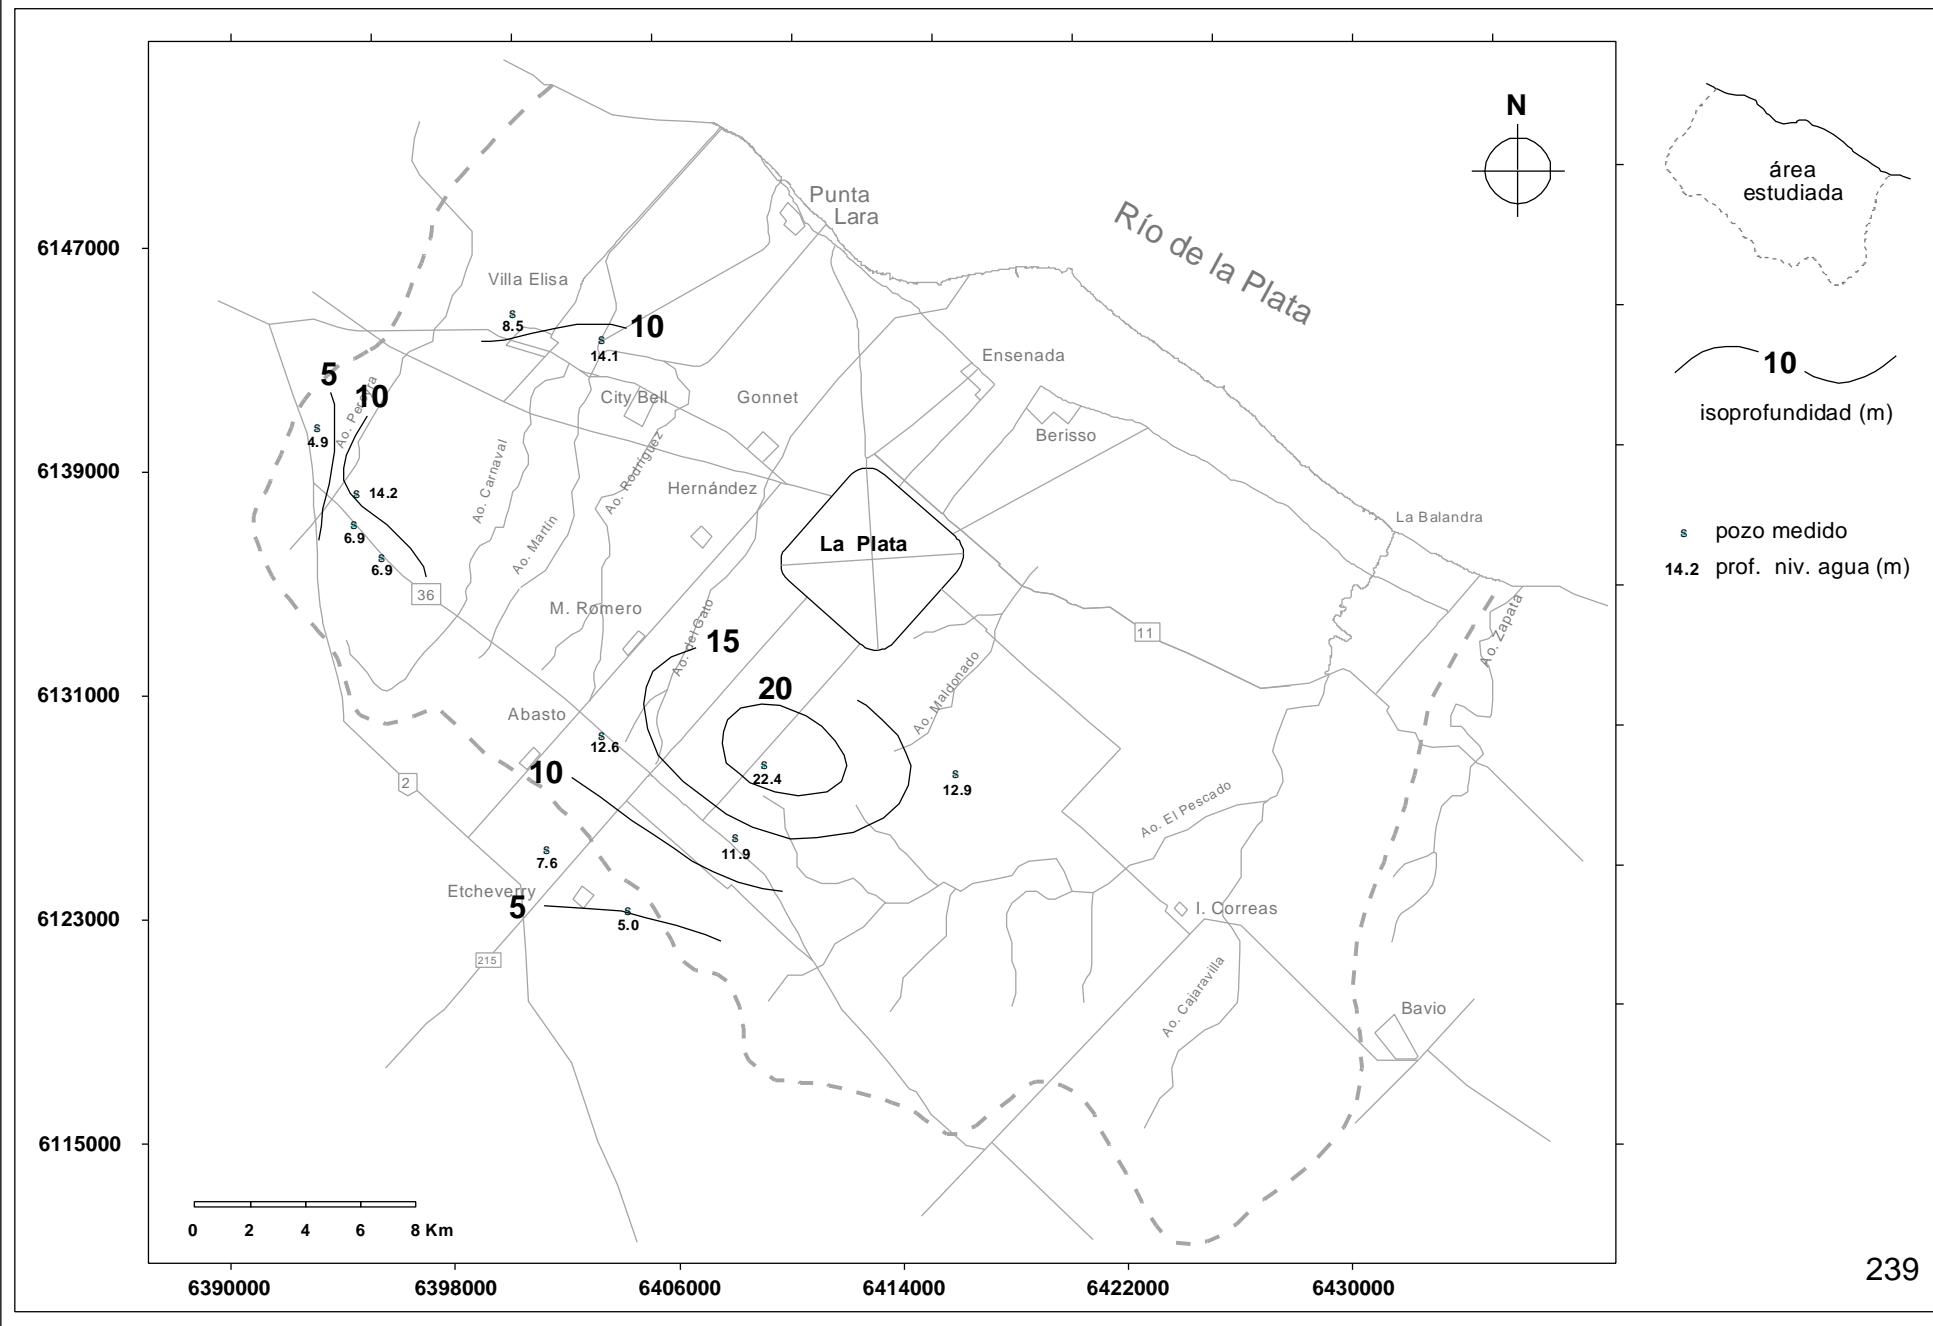 N
Punta
Lara
Río de la Plata
Villa Elisa
8.5
10
14.1
Ensenada
5
10
Ao. Pereyra
City Bell
Gonnet
4.9
Berisso
Ao. Carnaval
Ao. Rodríguez
Hernández
14.2
La Balandra
6.9
Ao. Martín
La Plata
6.9
36
M. Romero
Ao. del Gato
15
11
Ao. Zapata
20
Ao. Maldonado
Abasto
12.6
10
22.4
12.9
2
Ao. El Pescado
11.9
7.6
Etcheverry
5
5.0
I. Correas
215
Ao. Cajaravilla
Bavio
6147000
6139000
6131000
6123000
6115000
0 2 4 6 8 Km
6390000 6398000 6406000 6414000 6422000 6430000
área
estudiada
10
isoprofundidad (m)
s pozo medido
14.2 prof. niv. agua (m)
239